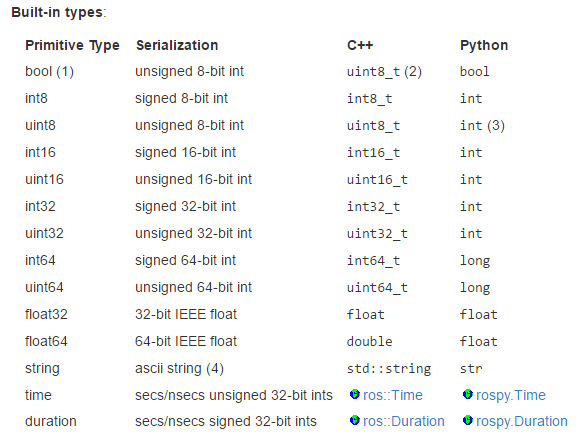 Built-in types:
Primitive Type Serialization C++ Python
bool (1) unsigned 8-bit int uint8_t (2) bool
int8 signed 8-bit int int8_t int
uint8 unsigned 8-bit int uint8_t int (3)
int16 signed 16-bit int int16_t int
uint16 unsigned 16-bit int uint16_t int
int32 signed 32-bit int int32_t int
uint32 unsigned 32-bit int uint32_t int
int64 signed 64-bit int int64_t long
uint64 unsigned 64-bit int uint64_t long
float32 32-bit IEEE float float float
float64 64-bit IEEE float double float
string ascii string (4) std::string str
time secs/nsecs unsigned 32-bit ints ros::Time rospy.Time
duration secs/nsecs signed 32-bit ints ros::Duration rospy.Duration